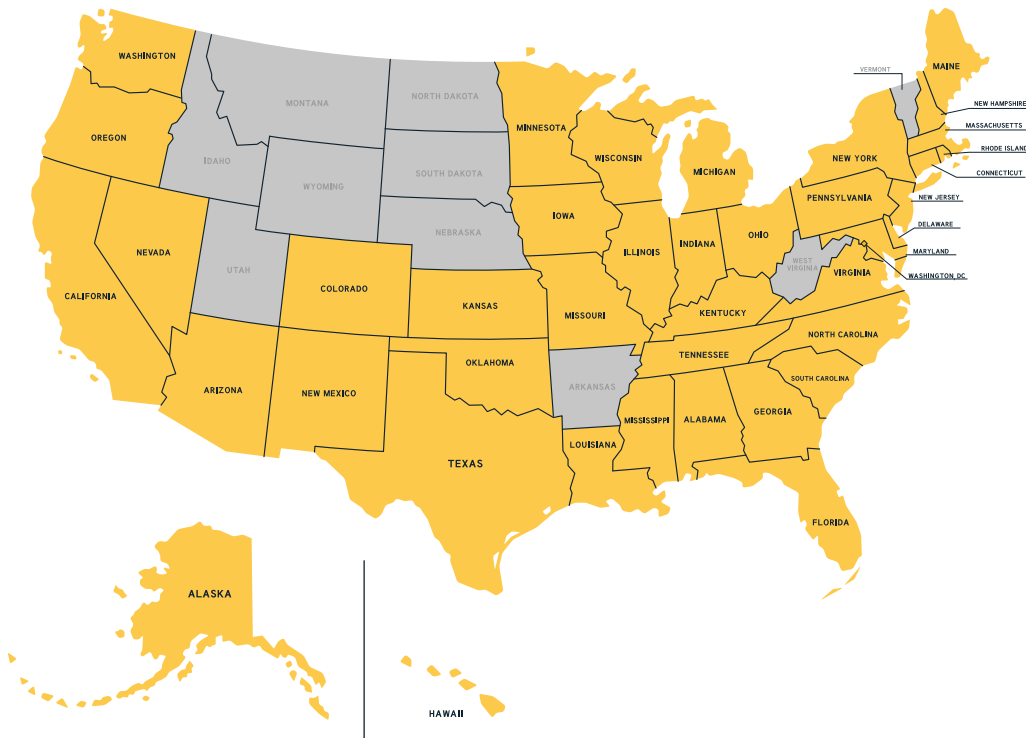 WASHINGTON
MAINE
VERMONT
MONTANA
NORTH DAKOTA
NEW HAMPSHIRE
MINNESOTA
MASSACHUSETTS
OREGON
RHODE ISLAND
IDAHO
WISCONSIN
NEW YORK
MICHIGAN
SOUTH DAKOTA
CONNECTICUT
WYOMING
PENNSYLVANIA
NEW JERSEY
IOWA
DELAWARE
NEBRASKA
OHIO
INDIANA
ILLINOIS
NEVADA
MARYLAND
UTAH
WEST
VIRGINIA
VIRGINIA
WASHINGTON, DC
COLORADO
CALIFORNIA
KANSAS
KENTUCKY
MISSOURI
NORTH CAROLINA
TENNESSEE
OKLAHOMA
SOUTH CAROLINA
ARKANSAS
ARIZONA
NEW MEXICO
GEORGIA
MISSISSIPPI
ALABAMA
LOUISIANA
TEXAS
FLORIDA
ALASKA
HAWAII